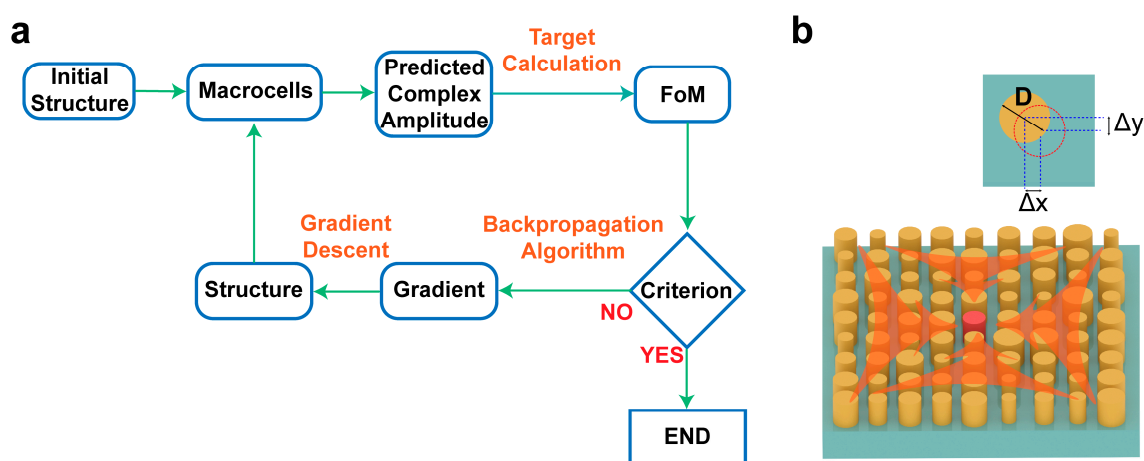 a
Initial
Structure
Macrocells
Predicted
Complex
Amplitude
Target
Calculation
FoM
Gradient
Descent
Backpropagation
Algorithm
Structure
Gradient
Criterion
NO
YES
END
b
D
Δy
Δx